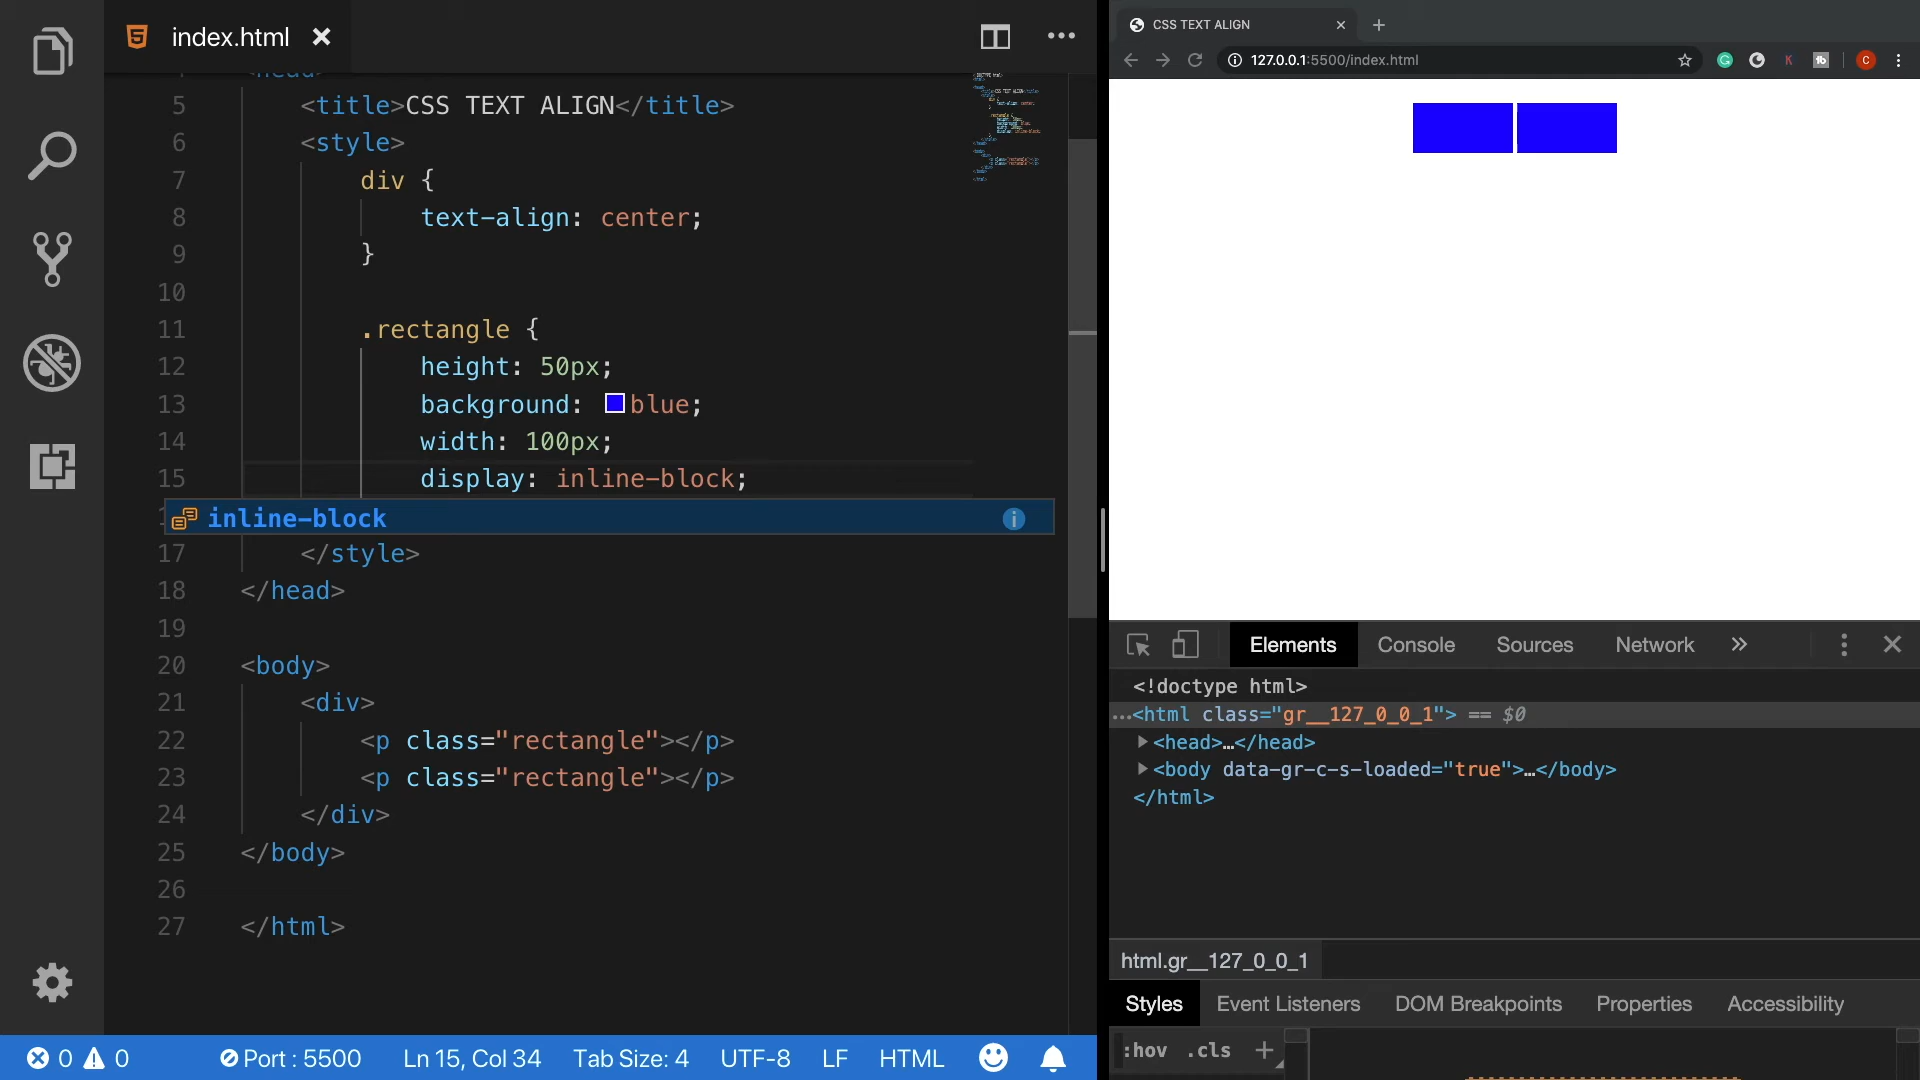 index.html
<head>
5 <title>CSS TEXT ALIGN</title>
6 <style>
7 div {
8 text-align: center;
9 }
10
11 .rectangle {
12 height: 50px;
13 background: blue;
14 width: 100px;
15 display: inline-block;
inline-block
17 </style>
18 </head>
19
20 <body>
21 <div>
22 <p class="rectangle"></p>
23 <p class="rectangle"></p>
24 </div>
25 </body>
26
27 </html>
0 0 Port : 5500 Ln 15, Col 34 Tab Size: 4 UTF-8 LF HTML
CSS TEXT ALIGN
127.0.0.1:5500/index.html
Elements Console Sources Network »
<!doctype html>
…<html class="gr__127_0_0_1"> == $0
<head>…</head>
<body data-gr-c-s-loaded="true">…</body>
</html>
html.gr__127_0_0_1
Styles Event Listeners DOM Breakpoints Properties Accessibility
:hov .cls +